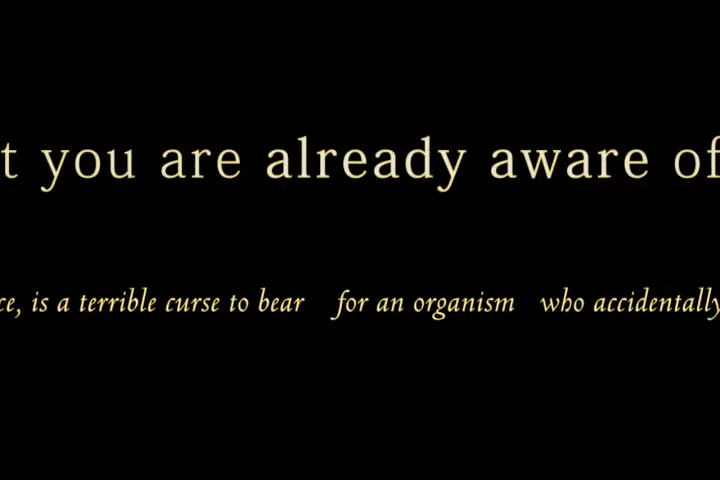 t you are already aware of
ce, is a terrible curse to bear for an organism who accidentally